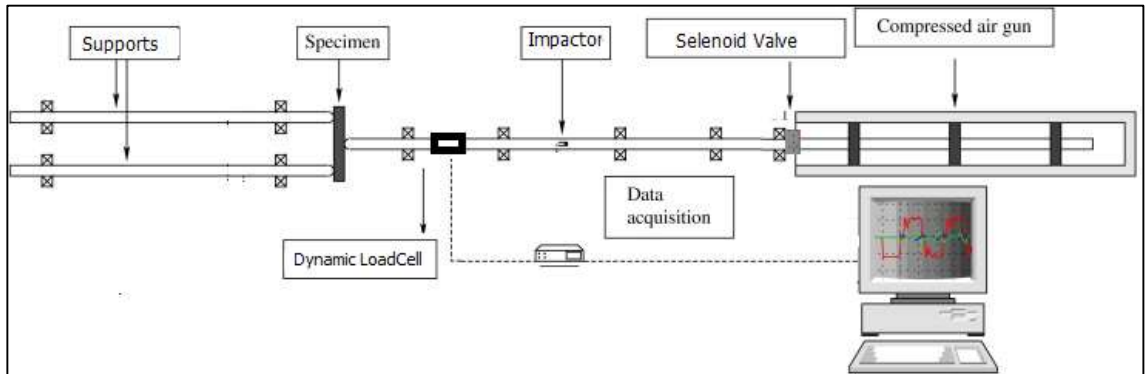 Supports
Specimen
Impactor
Selenoid Valve
Compressed air gun
Data
acquisition
Dynamic LoadCell